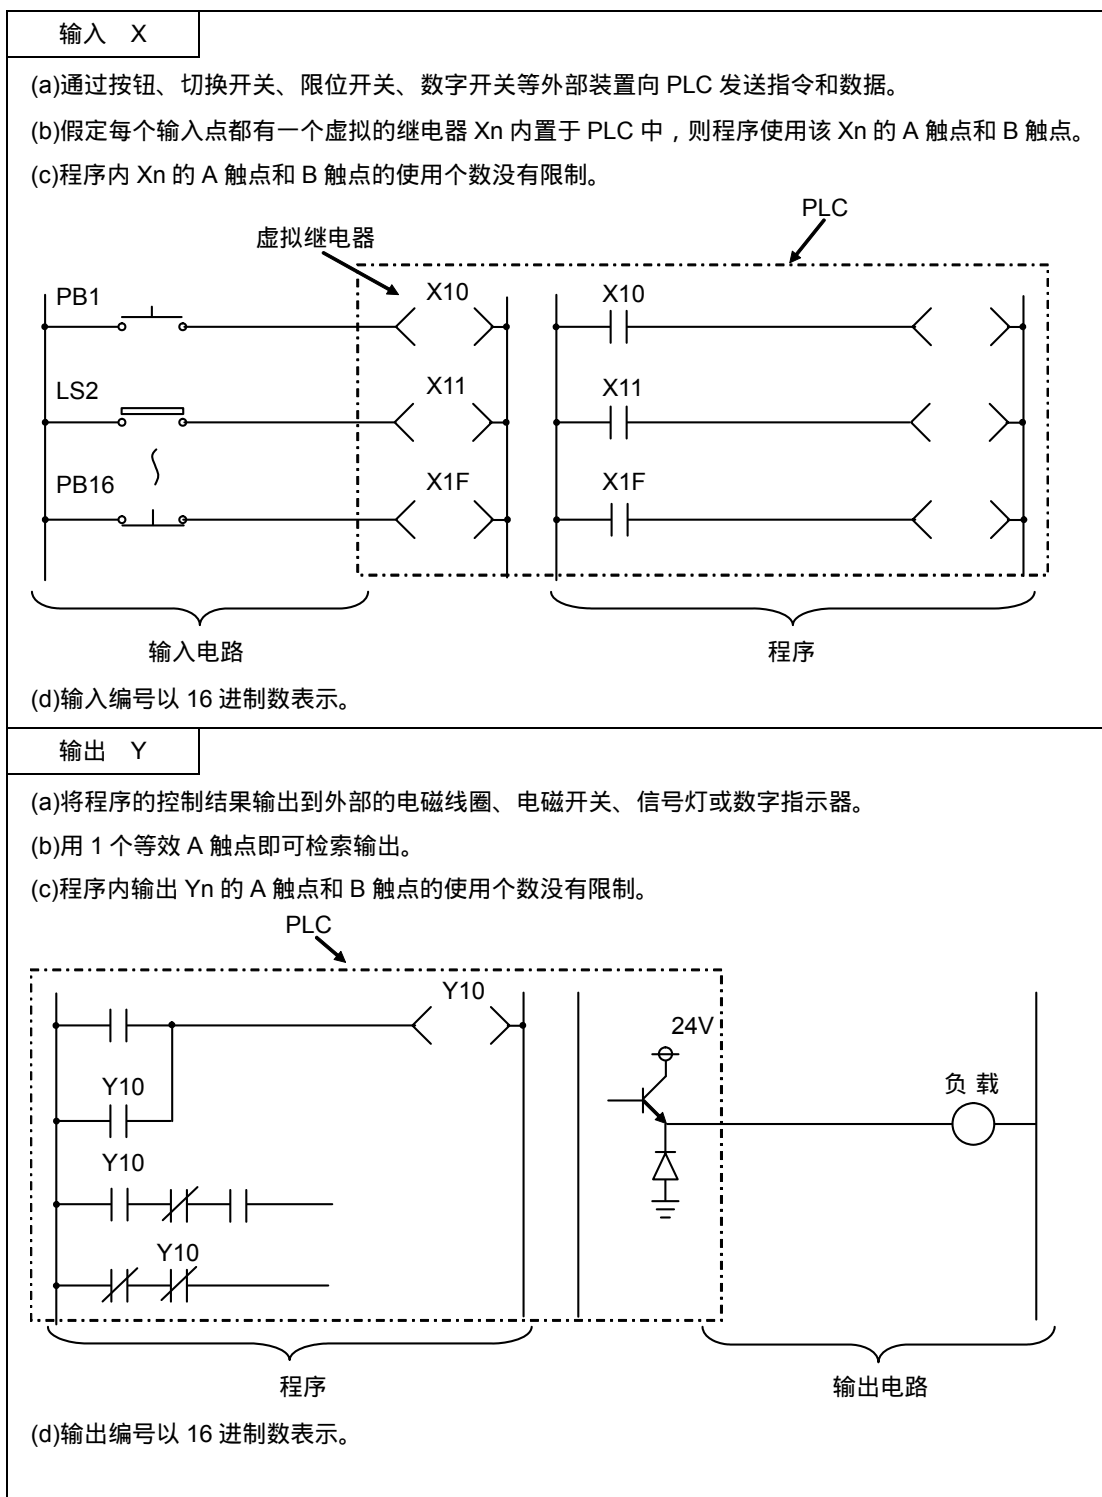 输入 X
(a)通过按钮、切换开关、限位开关、数字开关等外部装置向 PLC 发送指令和数据。
(b)假定每个输入点都有一个虚拟的继电器 Xn 内置于 PLC 中，则程序使用该 Xn 的 A 触点和 B 触点。
(c)程序内 Xn 的 A 触点和 B 触点的使用个数没有限制。
PLC
虚拟继电器
PB1
X10
X10
LS2
X11
X11
PB16
X1F
X1F
输入电路
程序
(d)输入编号以 16 进制数表示。
输出 Y
(a)将程序的控制结果输出到外部的电磁线圈、电磁开关、信号灯或数字指示器。
(b)用 1 个等效 A 触点即可检索输出。
(c)程序内输出 Yn 的 A 触点和 B 触点的使用个数没有限制。
PLC
Y10
24V
Y10
负 载
Y10
Y10
程序
输出电路
(d)输出编号以 16 进制数表示。